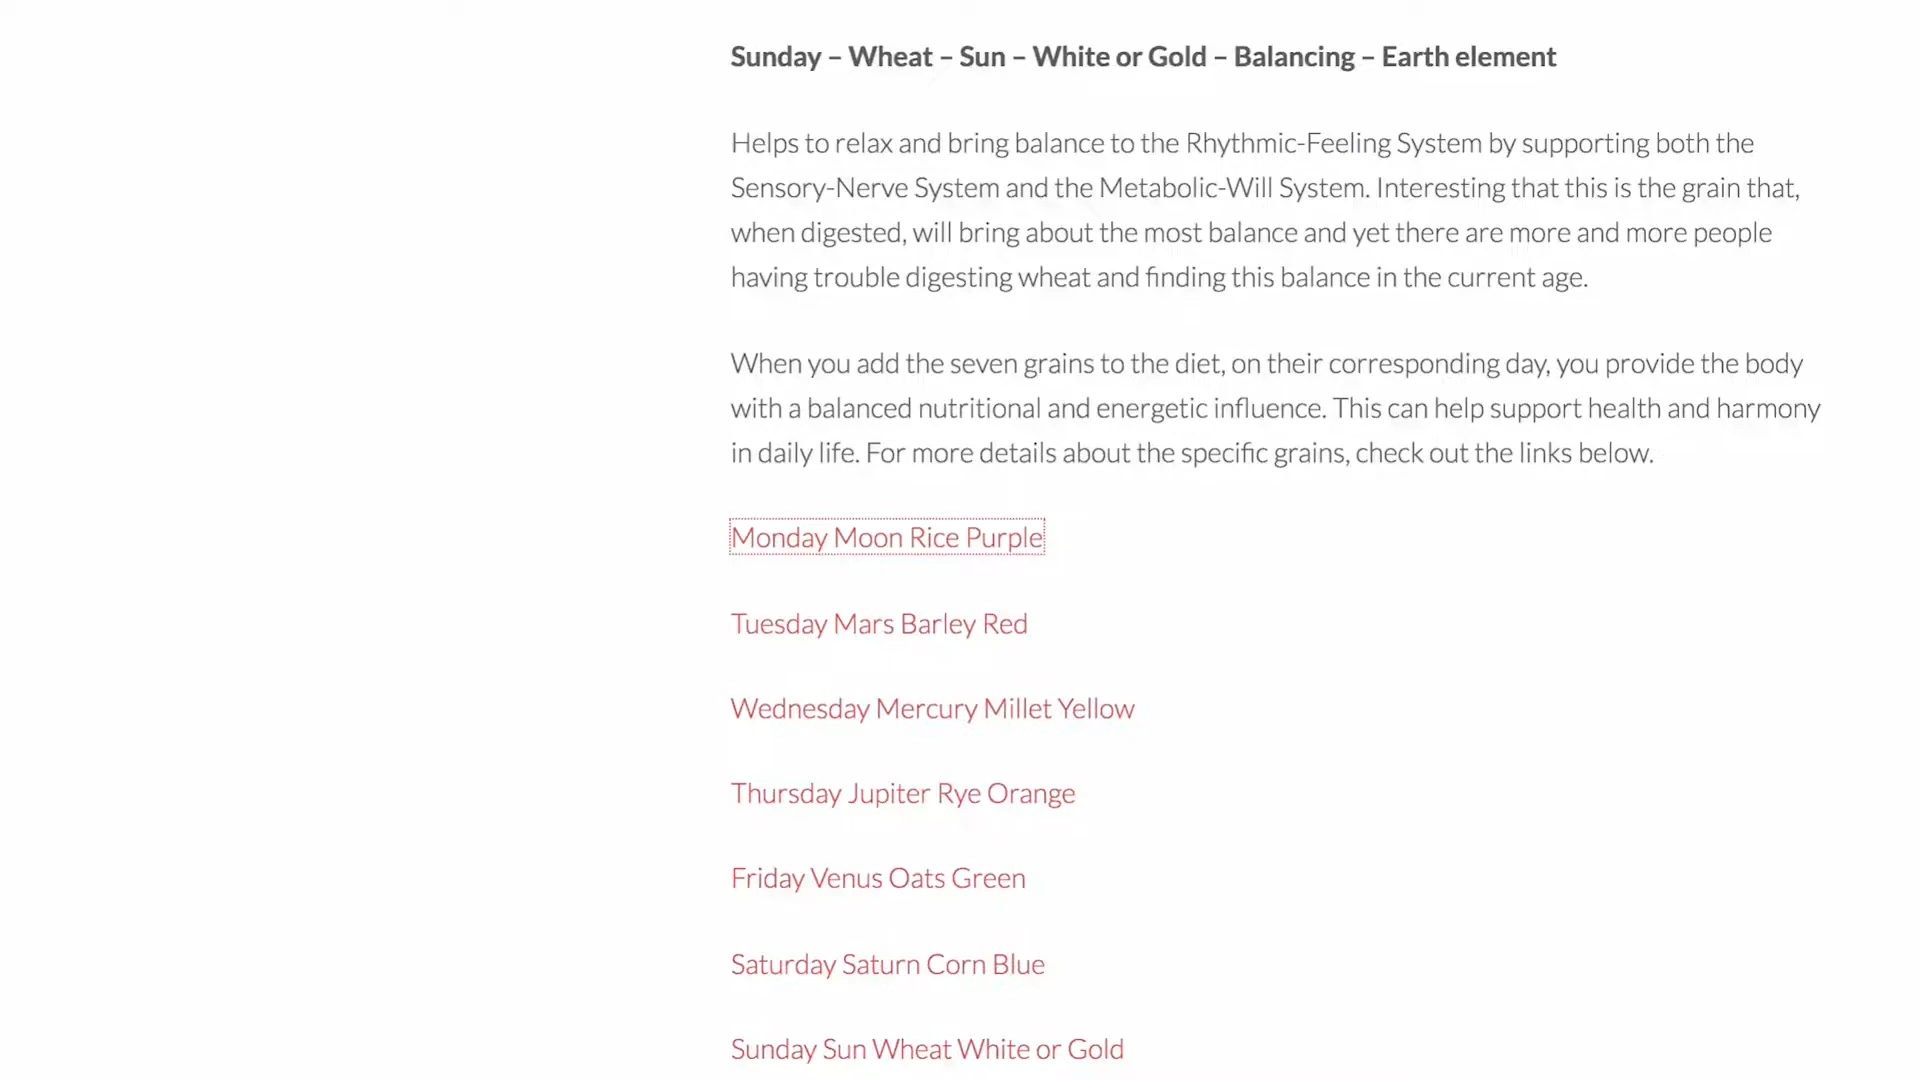 Sunday – Wheat – Sun – White or Gold – Balancing – Earth element
Helps to relax and bring balance to the Rhythmic-Feeling System by supporting both the
Sensory-Nerve System and the Metabolic-Will System. Interesting that this is the grain that,
when digested, will bring about the most balance and yet there are more and more people
having trouble digesting wheat and finding this balance in the current age.
When you add the seven grains to the diet, on their corresponding day, you provide the body
with a balanced nutritional and energetic influence. This can help support health and harmony
in daily life. For more details about the specific grains, check out the links below.
Monday Moon Rice Purple
Tuesday Mars Barley Red
Wednesday Mercury Millet Yellow
Thursday Jupiter Rye Orange
Friday Venus Oats Green
Saturday Saturn Corn Blue
Sunday Sun Wheat White or Gold